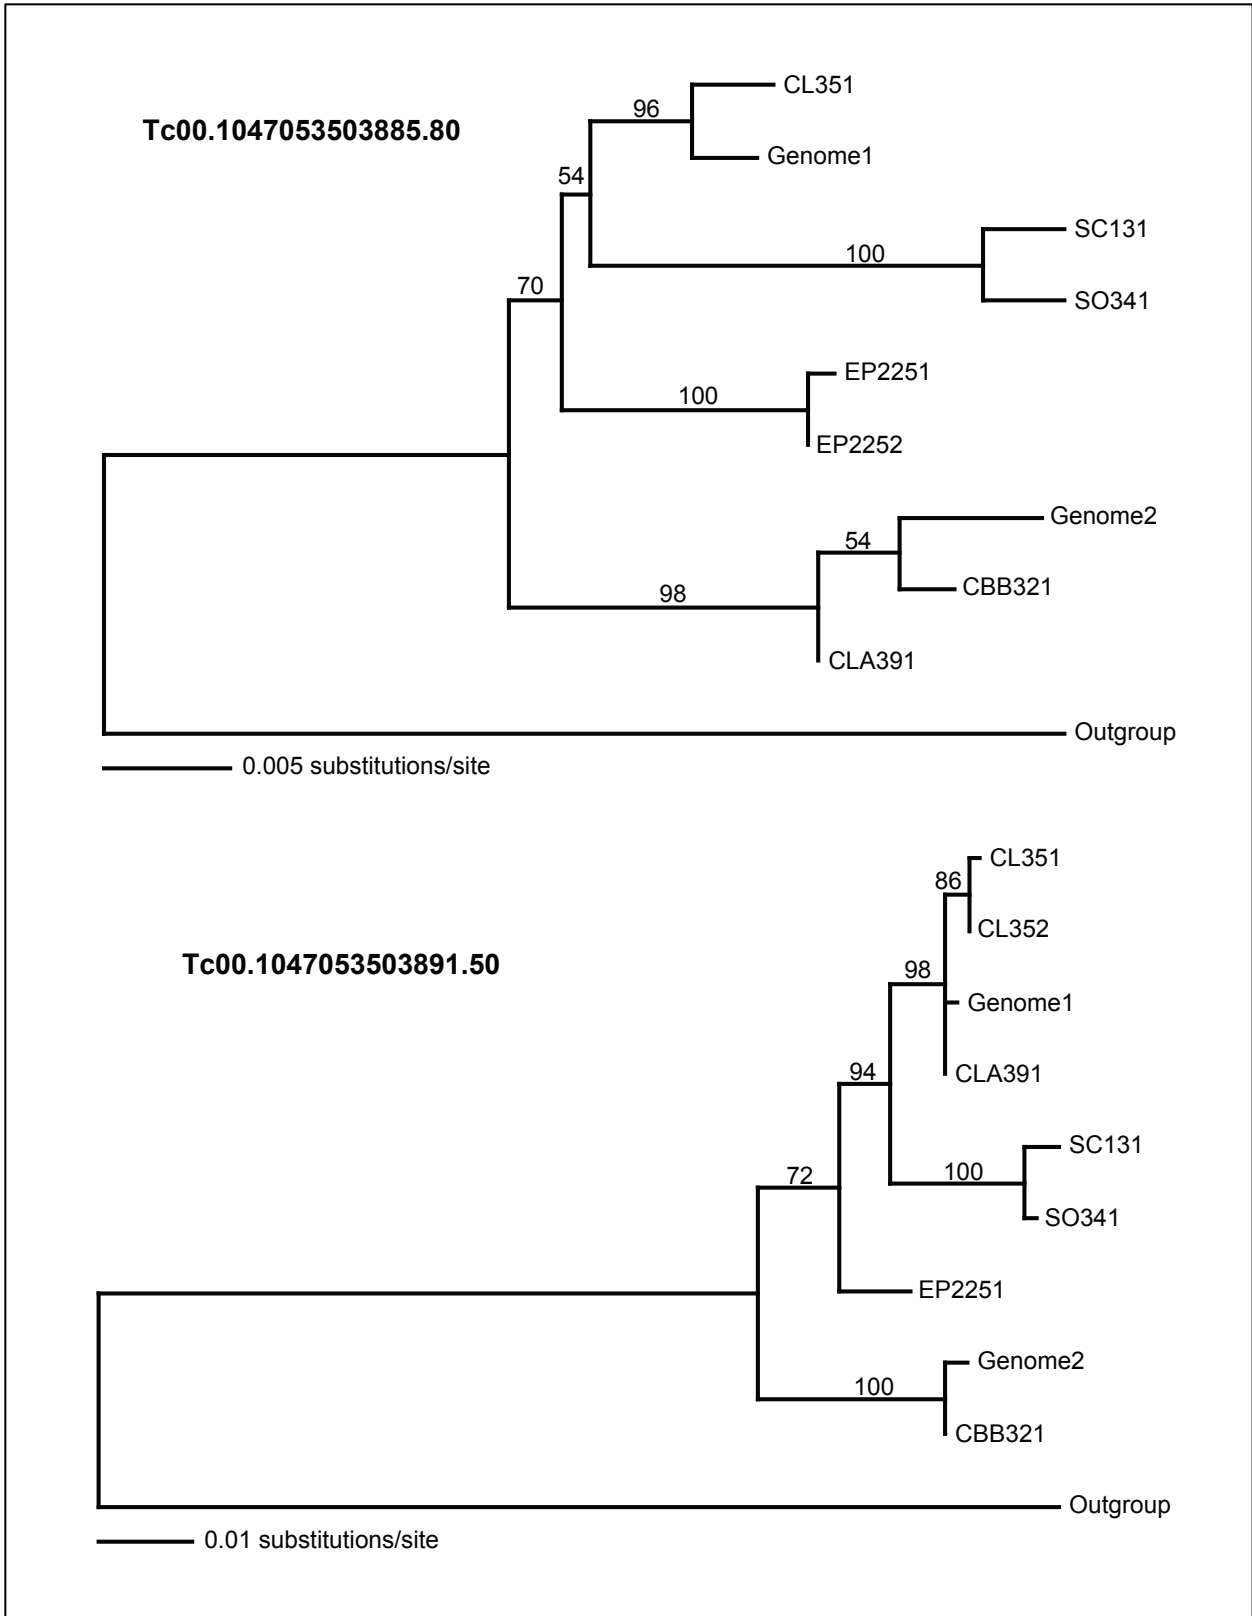 CL351
96
Tc00.1047053503885.80
Genome1
54
SC131
100
70
SO341
EP2251
100
EP2252
Genome2
54
CBB321
98
CLA391
Outgroup
0.005 substitutions/site
CL351
86
CL352
Tc00.1047053503891.50
98
Genome1
94
CLA391
SC131
72
100
SO341
EP2251
Genome2
100
CBB321
Outgroup
0.01 substitutions/site